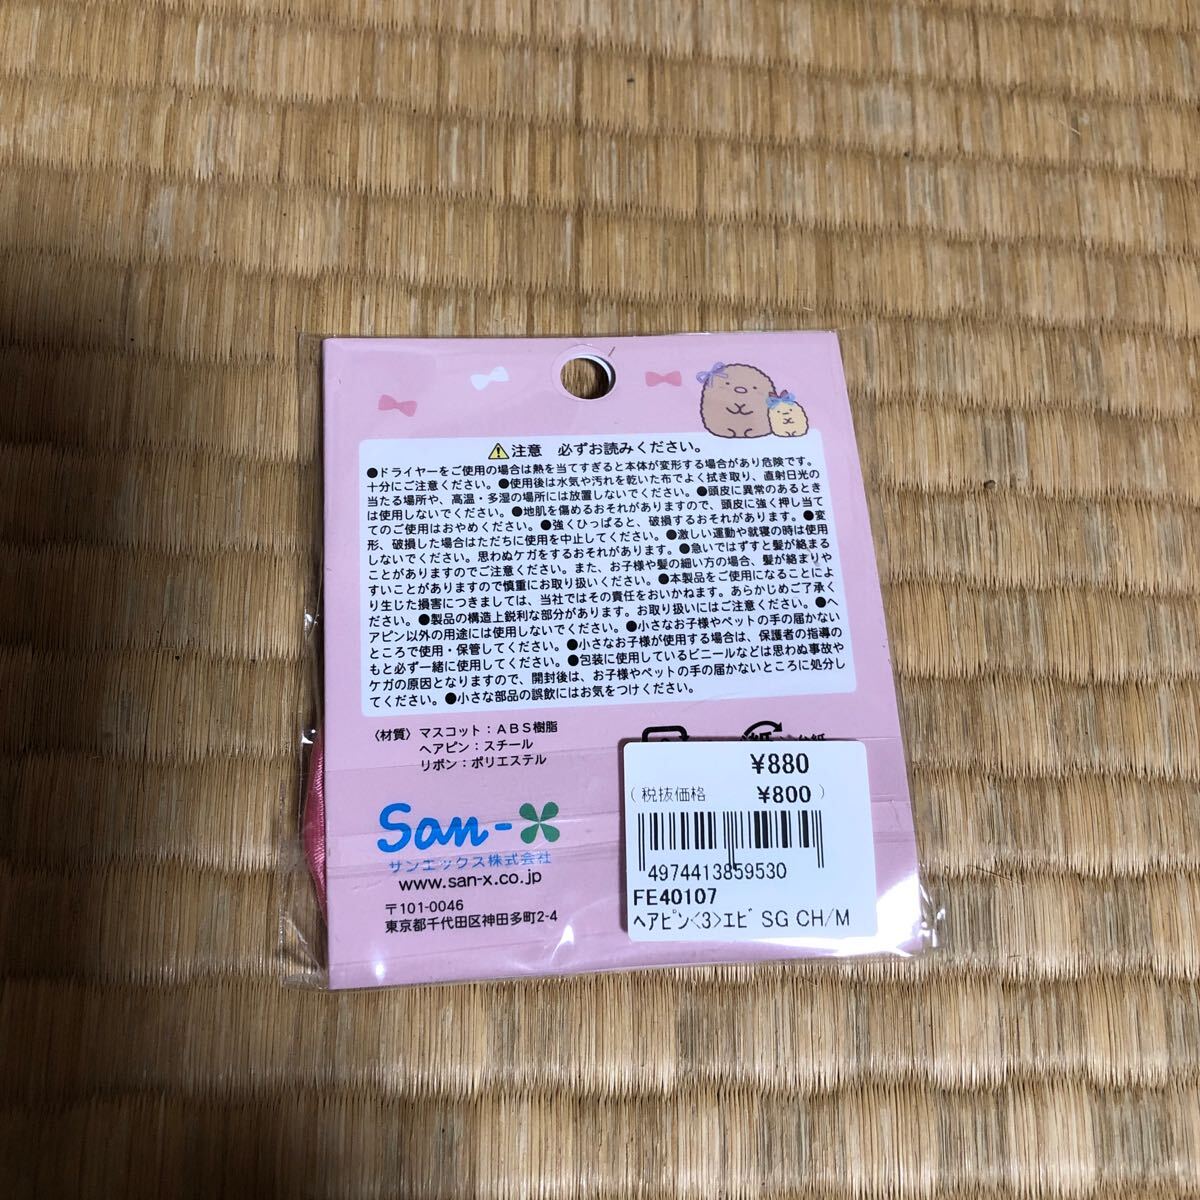 注意 必ずお読みください。
●ドライヤーをご使用の場合は熱を当てすぎると本体が変形する場合があり危険です。
十分にご注意ください。●使用後は水気や汚れを乾いた布でよく拭き取り、直射日光の
当たる場所や、高温・多湿の場所には放置しないでください。●頭皮に異常のあるとき
は使用しないでください。●地肌を傷めるおそれがありますので、頭皮に強く押し当て
てのご使用はおやめください。●強くひっぱると、破損するおそれがあります。●変
形、破損した場合はただちに使用を中止してください。●激しい運動や就寝の時は使用
しないでください。思わぬケガをするおそれがあります。●急いではずすと髪が絡まる
ことがありますのでご注意ください。また、お子様や髪の細い方の場合、髪が絡まりや
すいことがありますので慎重にお取り扱いください。●本製品をご使用になることによ
り生じた損害につきましては、当社ではその責任をおいかねます。あらかじめご了承く
ださい。●製品の構造上鋭利な部分があります。お取り扱いにはご注意ください。●ヘ
アピン以外の用途には使用しないでください。●小さなお子様やペットの手の届かない
ところで使用・保管してください。●小さなお子様が使用する場合は、保護者の指導の
もと必ず一緒に使用してください。●包装に使用しているビニールなどは思わぬ事故や
ケガの原因となりますので、開封後は、お子様やペットの手の届かないところに処分し
てください。●小さな部品の誤飲にはお気をつけください。
〈材質〉マスコット：ＡＢＳ樹脂
ヘアピン：スチール
リボン：ポリエステル
San-X
サンエックス株式会社
www.san-x.co.jp
〒101-0046
東京都千代田区神田多町2-4
¥880
(税抜価格 ¥800)
4974413859530
FE40107
ﾍｱﾋﾟﾝ<3>ｴﾋﾞ SG CH/M